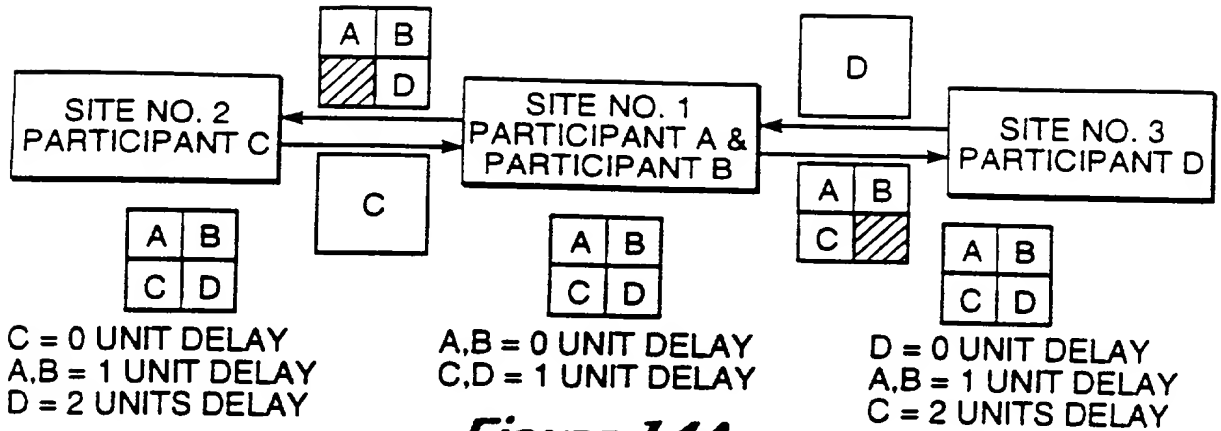 A B
D
SITE NO. 2
PARTICIPANT C
SITE NO. 1
PARTICIPANT A &
PARTICIPANT B
D
SITE NO. 3
PARTICIPANT D
C
A B
C
A B
C D
C = 0 UNIT DELAY
A,B = 1 UNIT DELAY
D = 2 UNITS DELAY
A B
C D
A,B = 0 UNIT DELAY
C,D = 1 UNIT DELAY
A B
C D
D = 0 UNIT DELAY
A,B = 1 UNIT DELAY
C = 2 UNITS DELAY